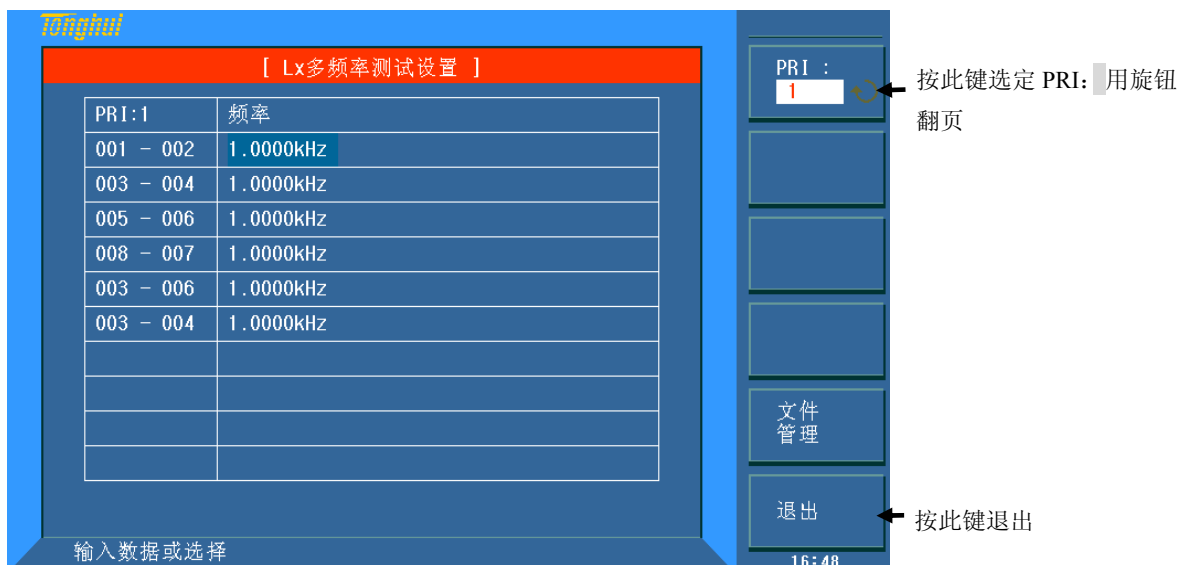 Tonghui
[ Lx多频率测试设置 ]
PRI:1 频率
001 - 002 1.0000kHz
003 - 004 1.0000kHz
005 - 006 1.0000kHz
008 - 007 1.0000kHz
003 - 006 1.0000kHz
003 - 004 1.0000kHz
输入数据或选择
PRI :
1
文件
管理
退出
16:48
按此键选定 PRI: 用旋钮
翻页
按此键退出